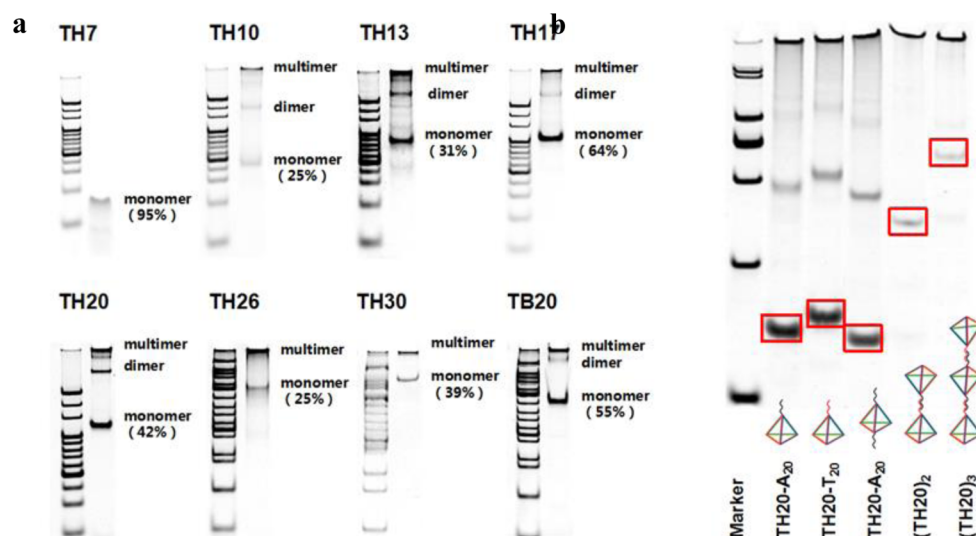 a
TH7
TH10
TH13
TH17
b
multimer
dimer
monomer
( 25% )
multimer
dimer
monomer
( 31% )
multimer
dimer
monomer
( 64% )
monomer
( 95% )
TH20
TH26
TH30
TB20
multimer
dimer
monomer
( 42% )
multimer
monomer
( 25% )
multimer
monomer
( 39% )
multimer
dimer
monomer
( 55% )
Marker
TH20-A20
TH20-T20
TH20-A20
(TH20)2
(TH20)3